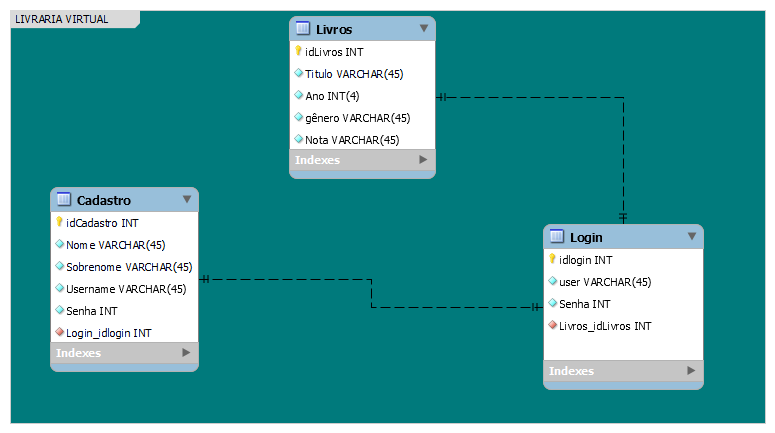 LIVRARIA VIRTUAL
Livros
idLivros INT
Titulo VARCHAR(45)
Ano INT(4)
gênero VARCHAR(45)
Nota VARCHAR(45)
Indexes
Cadastro
idCadastro INT
Nome VARCHAR(45)
Sobrenome VARCHAR(45)
Username VARCHAR(45)
Senha INT
Login_idlogin INT
Indexes
Login
idlogin INT
user VARCHAR(45)
Senha INT
Livros_idLivros INT
Indexes